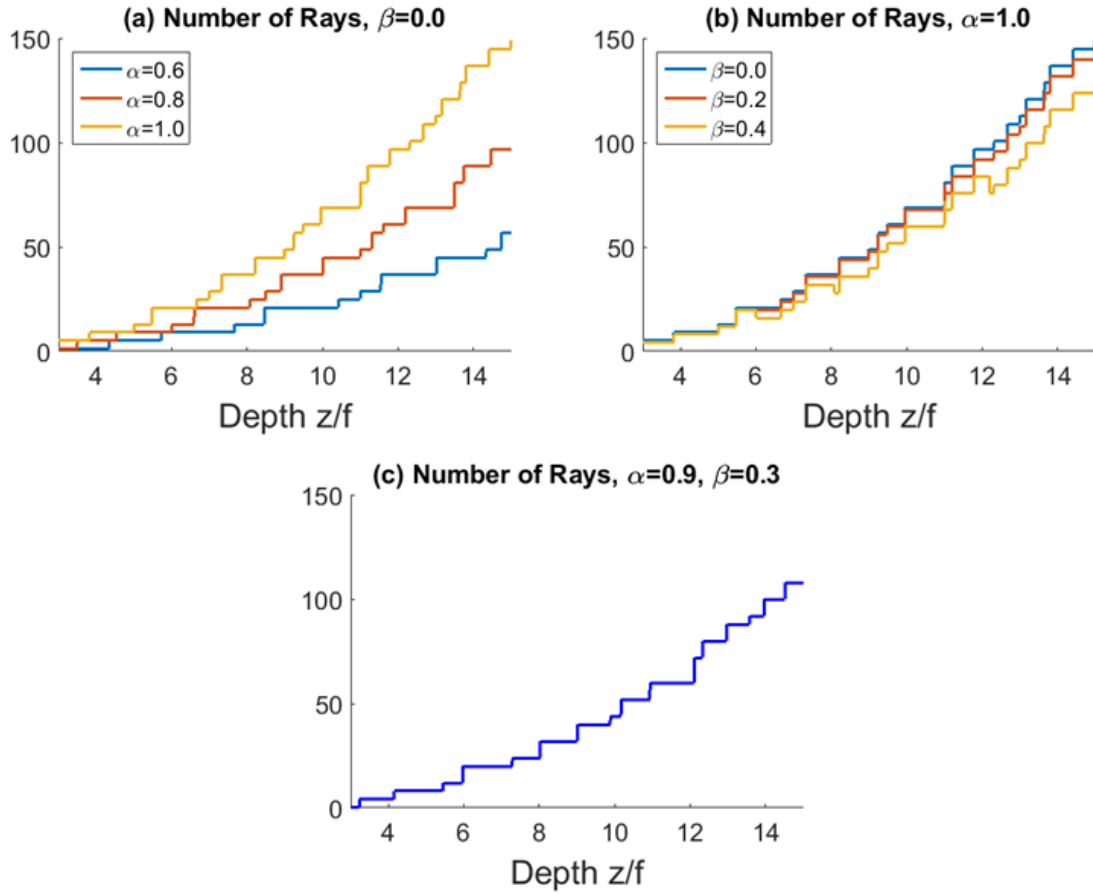 (a) Number of Rays, β=0.0
150
100
50
0
α=0.6
α=0.8
α=1.0
4 6 8 10 12 14
Depth z/f
(b) Number of Rays, α=1.0
150
100
50
0
β=0.0
β=0.2
β=0.4
4 6 8 10 12 14
Depth z/f
(c) Number of Rays, α=0.9, β=0.3
150
100
50
0
4 6 8 10 12 14
Depth z/f